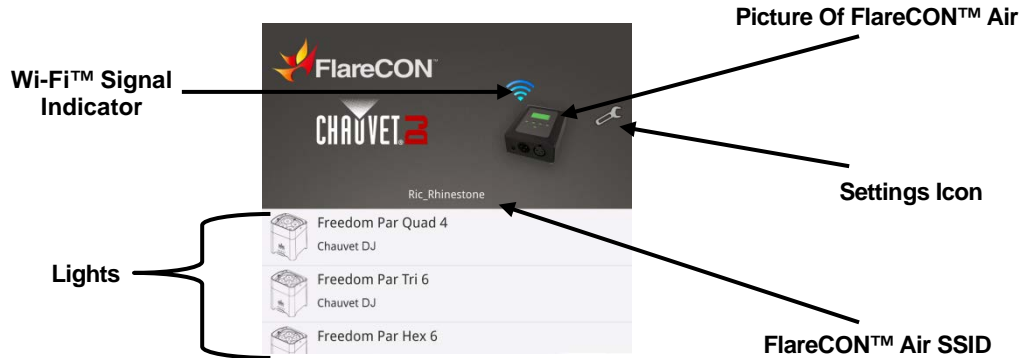 Picture Of FlareCON™ Air
FlareCON™
Wi-Fi™ Signal
Indicator
CHAUVET® DJ
Ric_Rhinestone
Settings Icon
Freedom Par Quad 4
Chauvet DJ
Lights
Freedom Par Tri 6
Chauvet DJ
Freedom Par Hex 6
FlareCON™ Air SSID